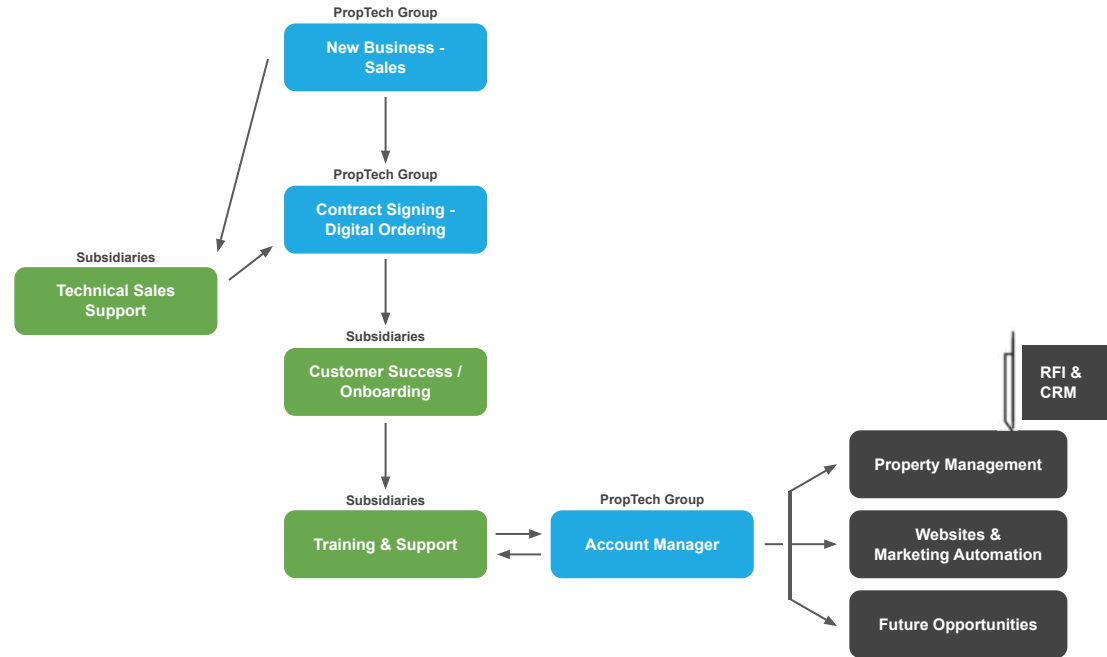 PropTech Group
New Business -
Sales
PropTech Group
Contract Signing -
Digital Ordering
Subsidiaries
Technical Sales
Support
Subsidiaries
Customer Success /
Onboarding
Subsidiaries
Training & Support
PropTech Group
Account Manager
RFI &
CRM
Property Management
Websites &
Marketing Automation
Future Opportunities